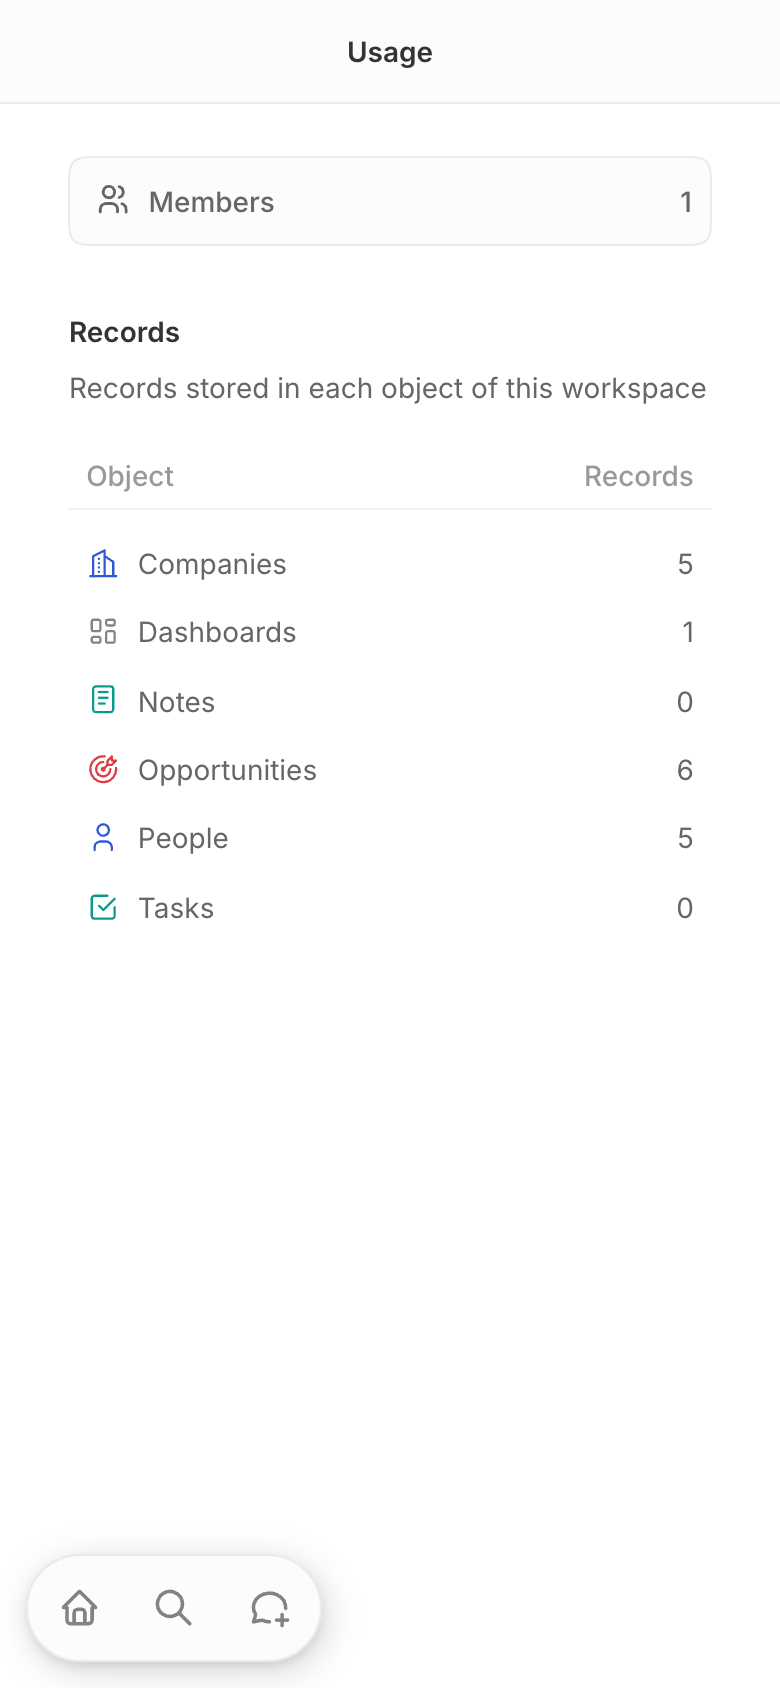 Usage
Members 1
Records
Records stored in each object of this workspace
Object Records
Companies 5
Dashboards 1
Notes 0
Opportunities 6
People 5
Tasks 0